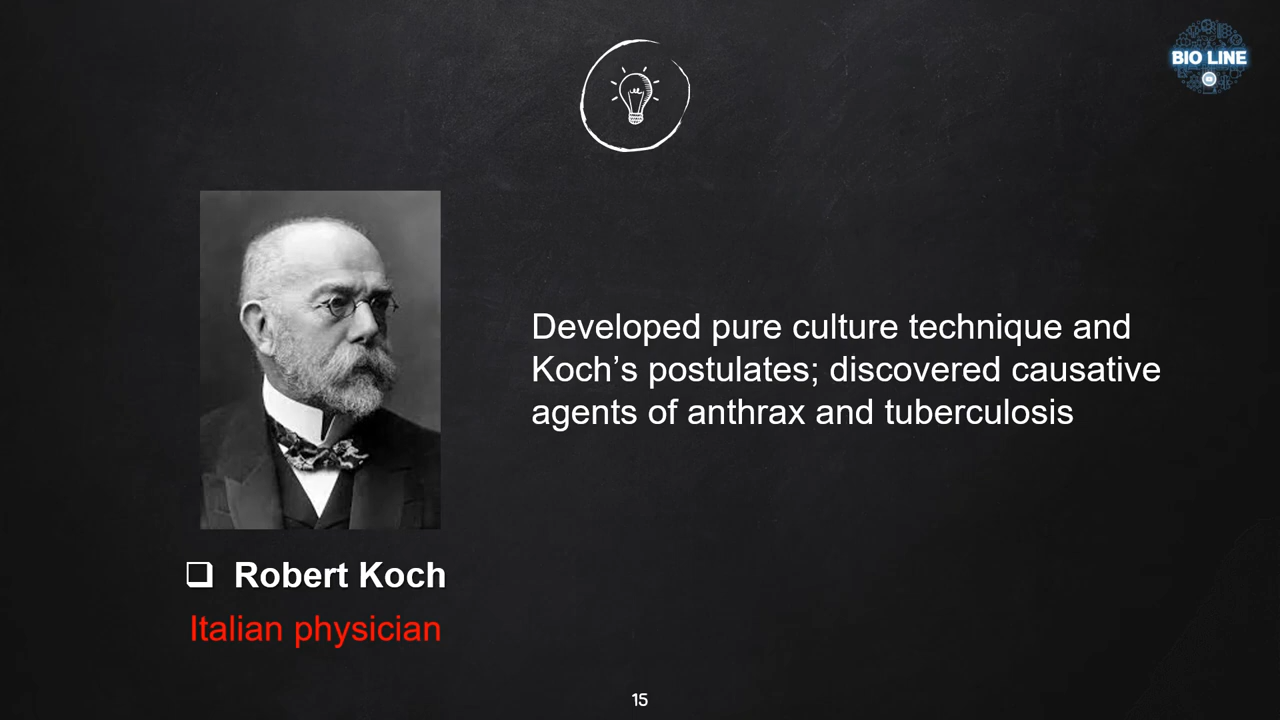 BIO LINE
Developed pure culture technique and
Koch’s postulates; discovered causative
agents of anthrax and tuberculosis
❑ Robert Koch
Italian physician
15